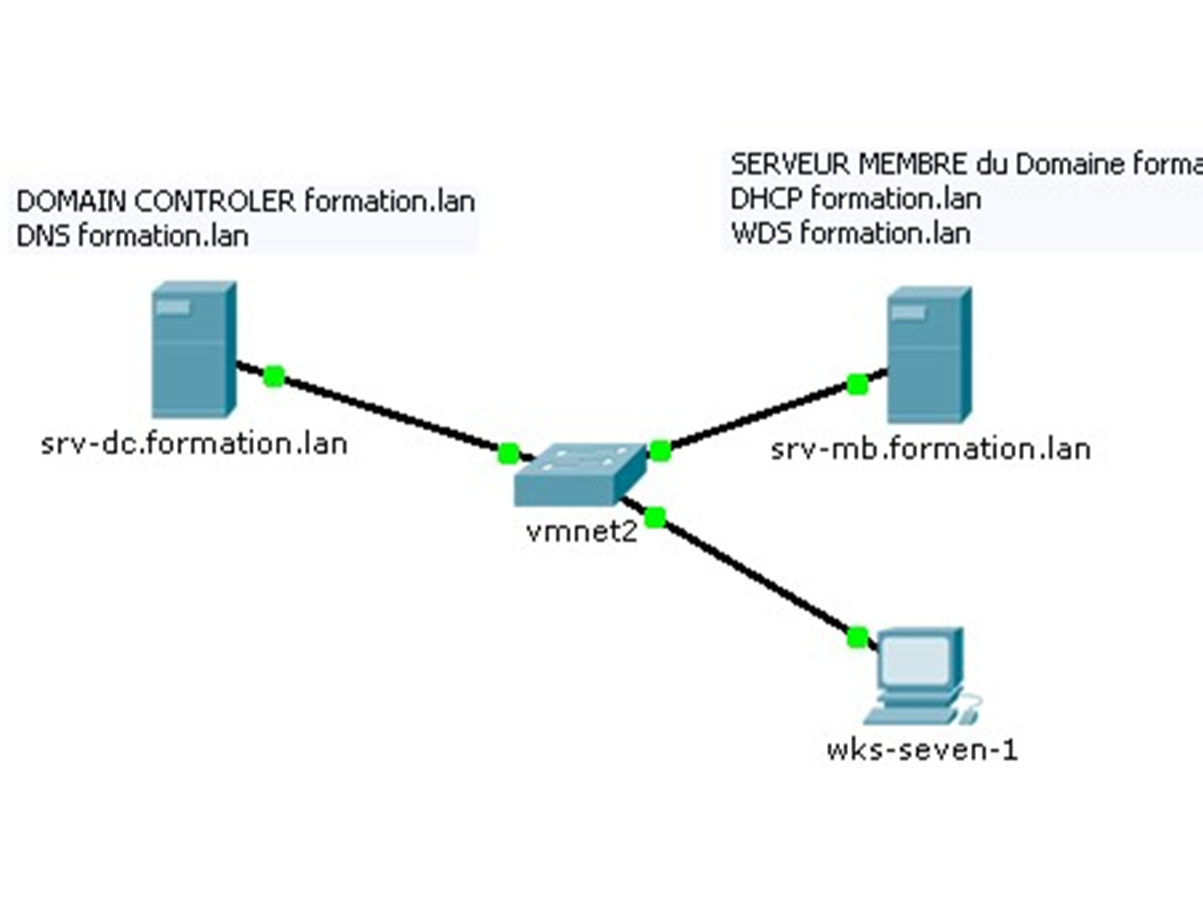 DOMAIN CONTROLER formation.lan
DNS formation.lan
SERVEUR MEMBRE du Domaine forma
DHCP formation.lan
WDS formation.lan
srv-dc.formation.lan
srv-mb.formation.lan
vmnet2
wks-seven-1